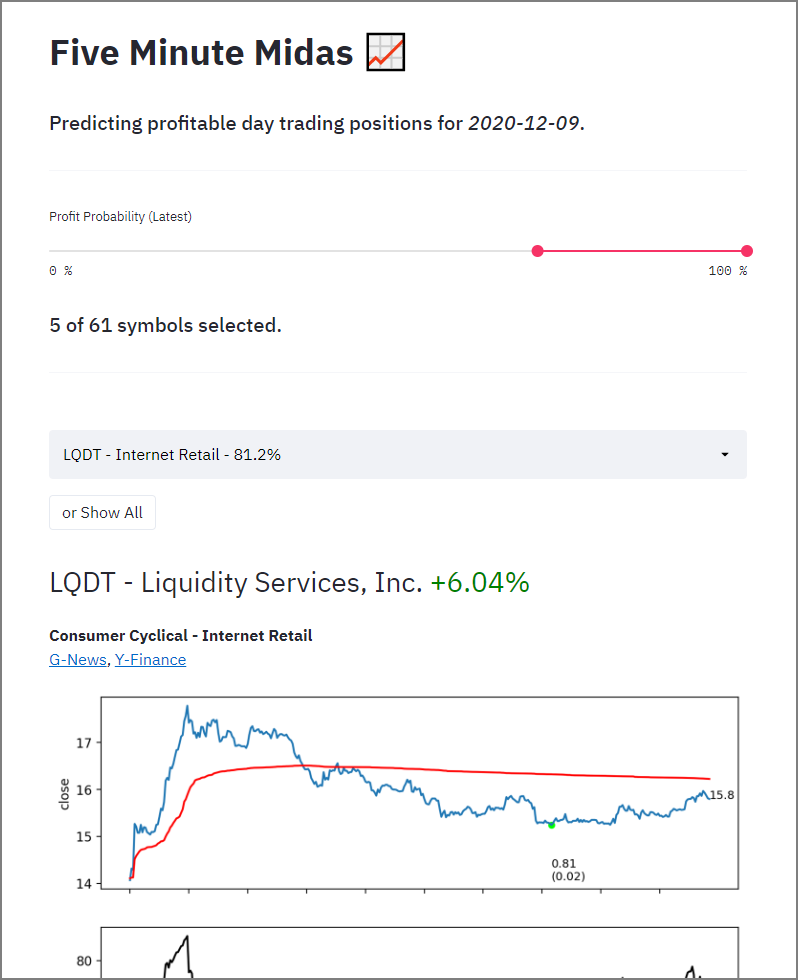 Five Minute Midas
Predicting profitable day trading positions for 2020-12-09.
Profit Probability (Latest)
0 %
100 %
5 of 61 symbols selected.
LQDT - Internet Retail - 81.2%
or Show All
LQDT - Liquidity Services, Inc. +6.04%
Consumer Cyclical - Internet Retail
G-News, Y-Finance
17
16
15
14
close
15.8
0.81
(0.02)
80